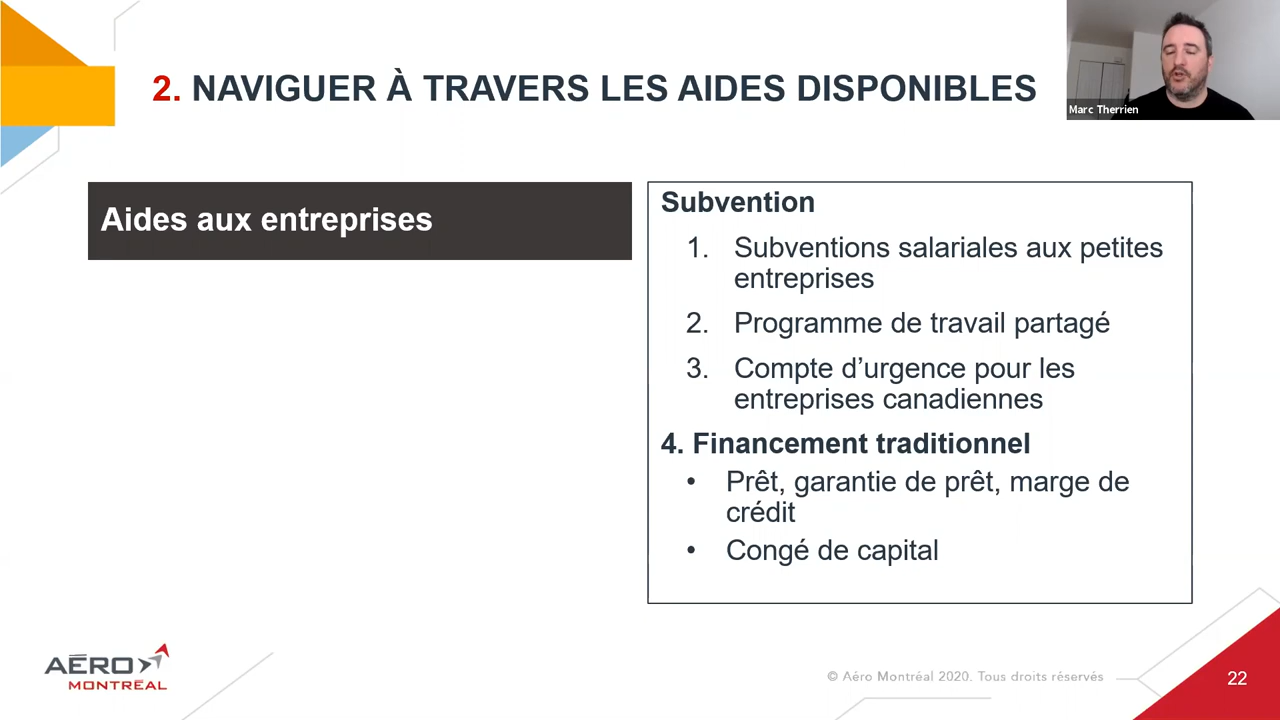 2. NAVIGUER À TRAVERS LES AIDES DISPONIBLES
Marc Therrien
Aides aux entreprises
Subvention
1. Subventions salariales aux petites
entreprises
2. Programme de travail partagé
3. Compte d’urgence pour les
entreprises canadiennes
4. Financement traditionnel
• Prêt, garantie de prêt, marge de
crédit
• Congé de capital
AÉRO
MONTRÉAL
© Aéro Montréal 2020. Tous droits réservés
22